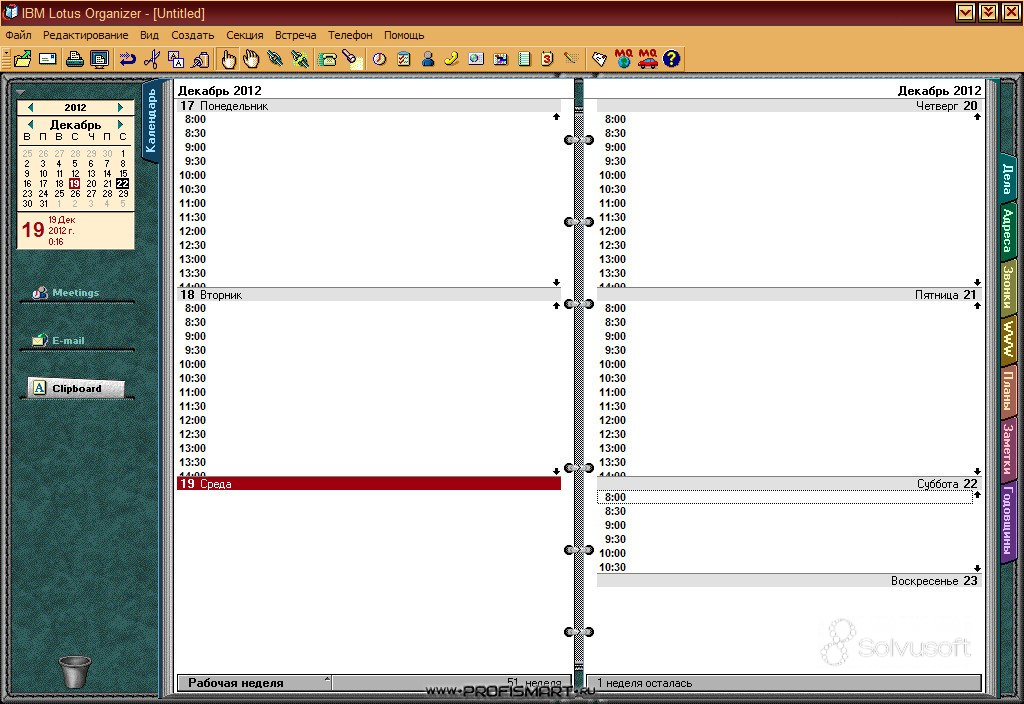 IBM Lotus Organizer - [Untitled]
Файл Редактирование Вид Создать Секция Встреча Телефон Помощь
3 MQ MQ ?
2012
Декабрь
В П В С Ч П С
25 26 27 28 29 30 1
2 3 4 5 6 7 8
9 10 11 12 13 14 15
16 17 18 19 20 21 22
23 24 25 26 27 28 29
30 31 1 2 3 4 5
19 19 Дек
2012 г.
0:16
Meetings
E-mail
Clipboard
Календарь
Декабрь 2012
17 Понедельник
8:00
8:30
9:00
9:30
10:00
10:30
11:00
11:30
12:00
12:30
13:00
13:30
14:00
18 Вторник
8:00
8:30
9:00
9:30
10:00
10:30
11:00
11:30
12:00
12:30
13:00
13:30
14:00
19 Среда
Рабочая неделя
51 неделя
Декабрь 2012
Четверг 20
8:00
8:30
9:00
9:30
10:00
10:30
11:00
11:30
12:00
12:30
13:00
13:30
14:00
Пятница 21
8:00
8:30
9:00
9:30
10:00
10:30
11:00
11:30
12:00
12:30
13:00
13:30
14:00
Суббота 22
8:00
8:30
9:00
9:30
10:00
10:30
Воскресенье 23
Solvusoft
1 неделя осталась
www.PROFISMART.RU
Дела
Адреса
Звонки
WWW
Планы
Заметки
Годовщины